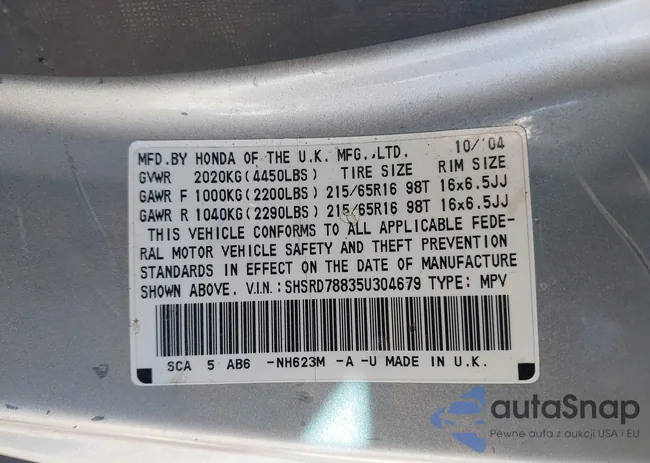 MFD.BY HONDA OF THE U.K. MFG.,LTD. 10/'04
GVWR 2020KG(4450LBS) TIRE SIZE RIM SIZE
GAWR F 1000KG(2200LBS) 215/65R16 98T 16x6.5JJ
GAWR R 1040KG(2290LBS) 215/65R16 98T 16x6.5JJ
THIS VEHICLE CONFORMS TO ALL APPLICABLE FEDE-
RAL MOTOR VEHICLE SAFETY AND THEFT PREVENTION
STANDARDS IN EFFECT ON THE DATE OF MANUFACTURE
SHOWN ABOVE. V.I.N.:SHSRD78835U304679 TYPE: MPV
SCA 5 AB6 -NH623M -A -U MADE IN U.K.
autaSnap
Pewne auta z aukcji USA i EU